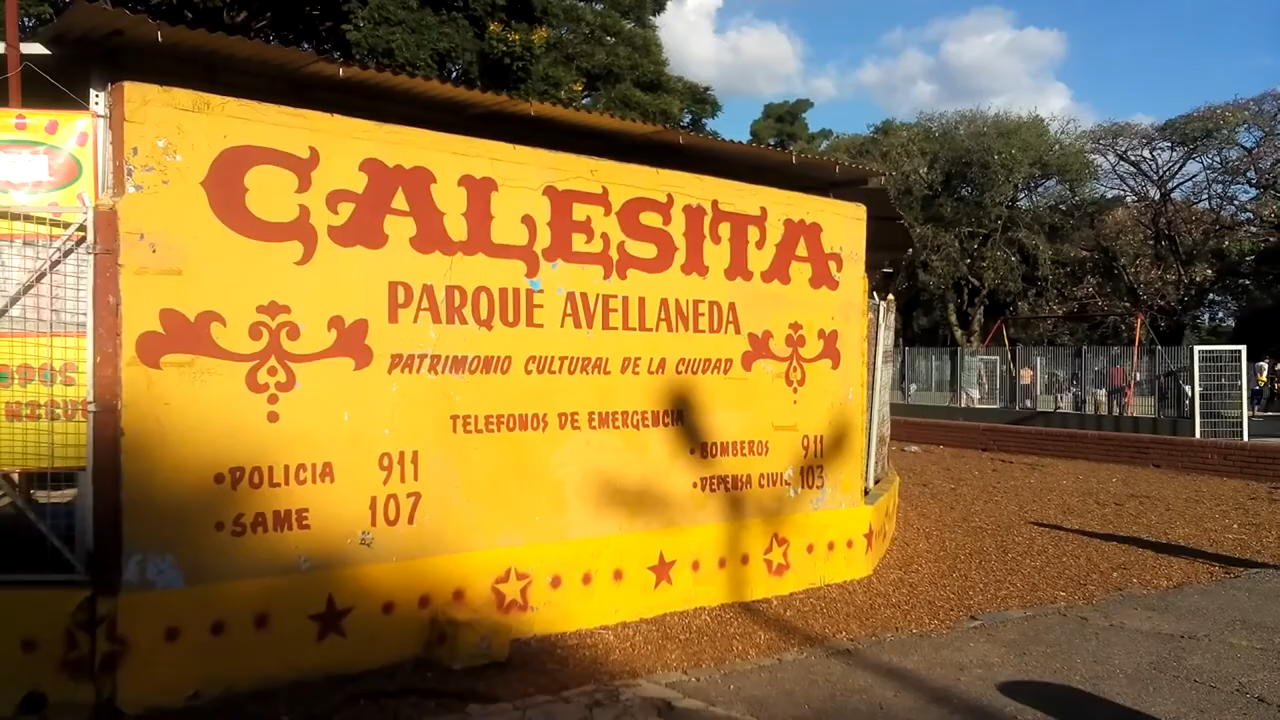 CALESITA
PARQUE AVELLANEDA
PATRIMONIO CULTURAL DE LA CIUDAD
TELEFONOS DE EMERGENCIA
•POLICIA 911
•SAME 107
•BOMBEROS 911
•DEFENSA CIVIL 103